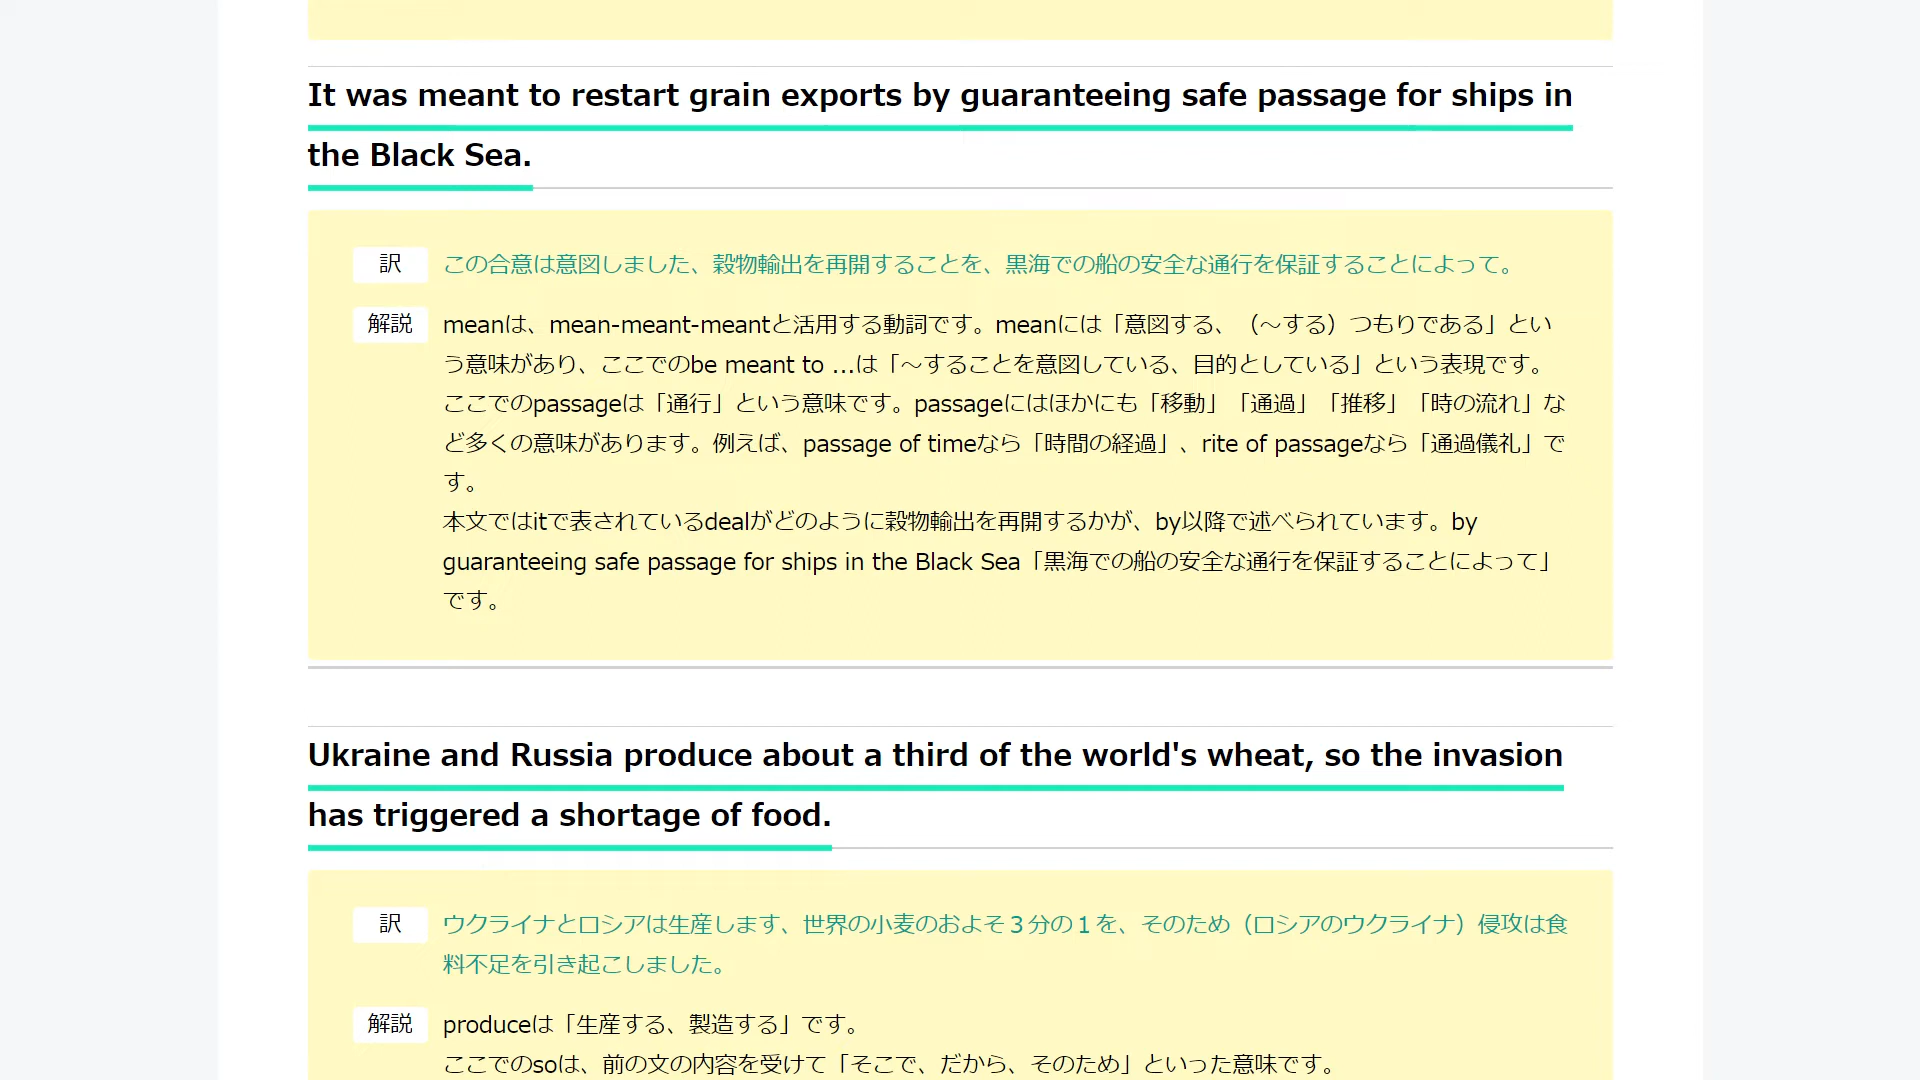 It was meant to restart grain exports by guaranteeing safe passage for ships in
the Black Sea.
訳 この合意は意図しました、穀物輸出を再開することを、黒海での船の安全な通行を保証することによって。
解説 meanは、mean-meant-meantと活用する動詞です。meanには「意図する、（～する）つもりである」とい
う意味があり、ここでのbe meant to ...は「～することを意図している、目的としている」という表現です。
ここでのpassageは「通行」という意味です。passageにはほかにも「移動」「通過」「推移」「時の流れ」な
ど多くの意味があります。例えば、passage of timeなら「時間の経過」、rite of passageなら「通過儀礼」で
す。
本文ではitで表されているdealがどのように穀物輸出を再開するかが、by以降で述べられています。by
guaranteeing safe passage for ships in the Black Sea「黒海での船の安全な通行を保証することによって」
です。
Ukraine and Russia produce about a third of the world's wheat, so the invasion
has triggered a shortage of food.
訳 ウクライナとロシアは生産します、世界の小麦のおよそ３分の１を、そのため（ロシアのウクライナ）侵攻は食
料不足を引き起こしました。
解説 produceは「生産する、製造する」です。
ここでのsoは、前の文の内容を受けて「そこで、だから、そのため」といった意味です。